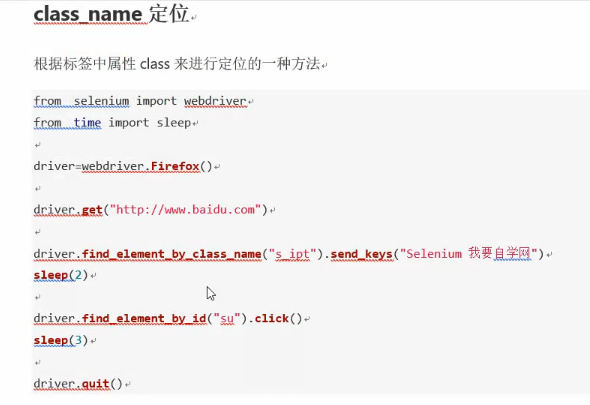 class_name 定位
根据标签中属性 class 来进行定位的一种方法
from selenium import webdriver
from time import sleep
driver=webdriver.Firefox()
driver.get("http://www.baidu.com")
driver.find_element_by_class_name("s_ipt").send_keys("Selenium 我要自学网")
sleep(2)
driver.find_element_by_id("su").click()
sleep(3)
driver.quit()